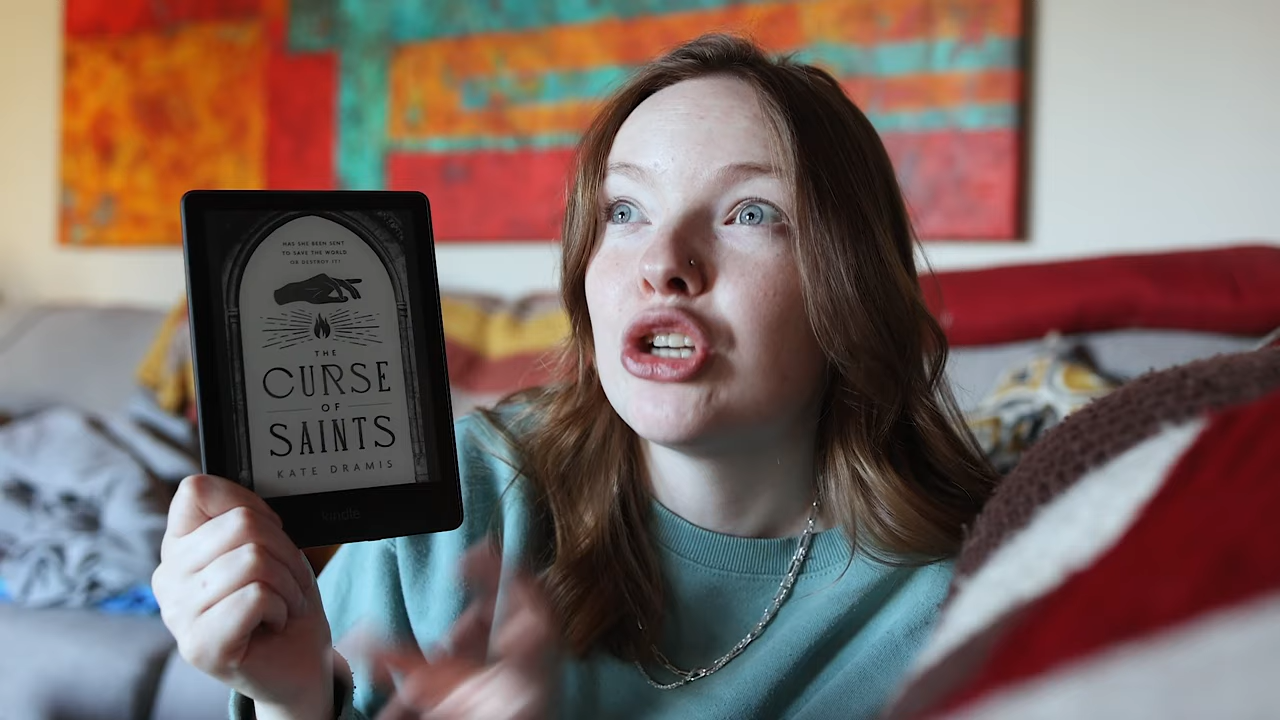 HAS SHE BEEN SENT
TO SAVE THE WORLD
(OR DESTROY IT)?
THE
CURSE
OF
SAINTS
KATE DRAMIS
kindle